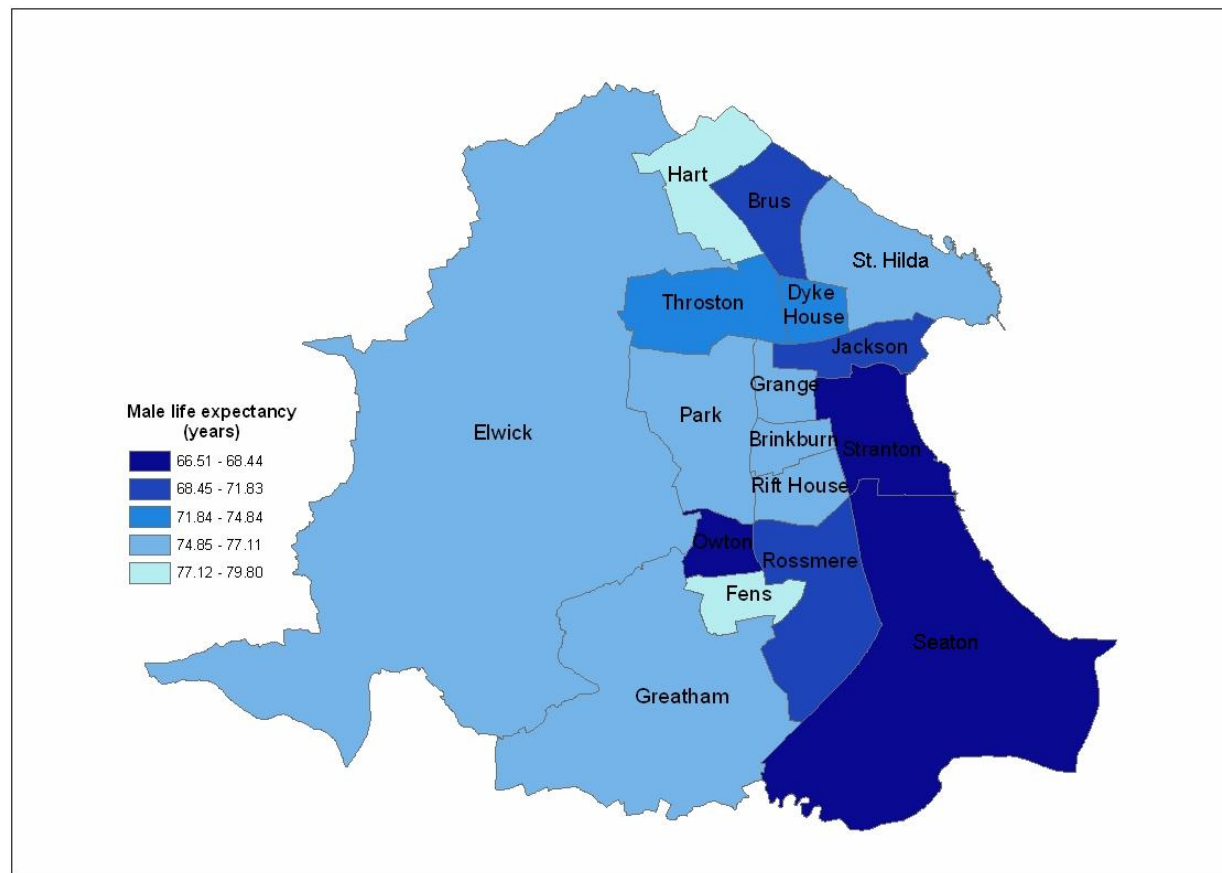 Hart
Brus
St. Hilda
Throston
Dyke
House
Jackson
Grange
Park
Brinkburn
Stranton
Elwick
Rift House
Owton
Rossmere
Fens
Seaton
Greatham
Male life expectancy
(years)
66.51 - 68.44
68.45 - 71.83
71.84 - 74.84
74.85 - 77.11
77.12 - 79.80